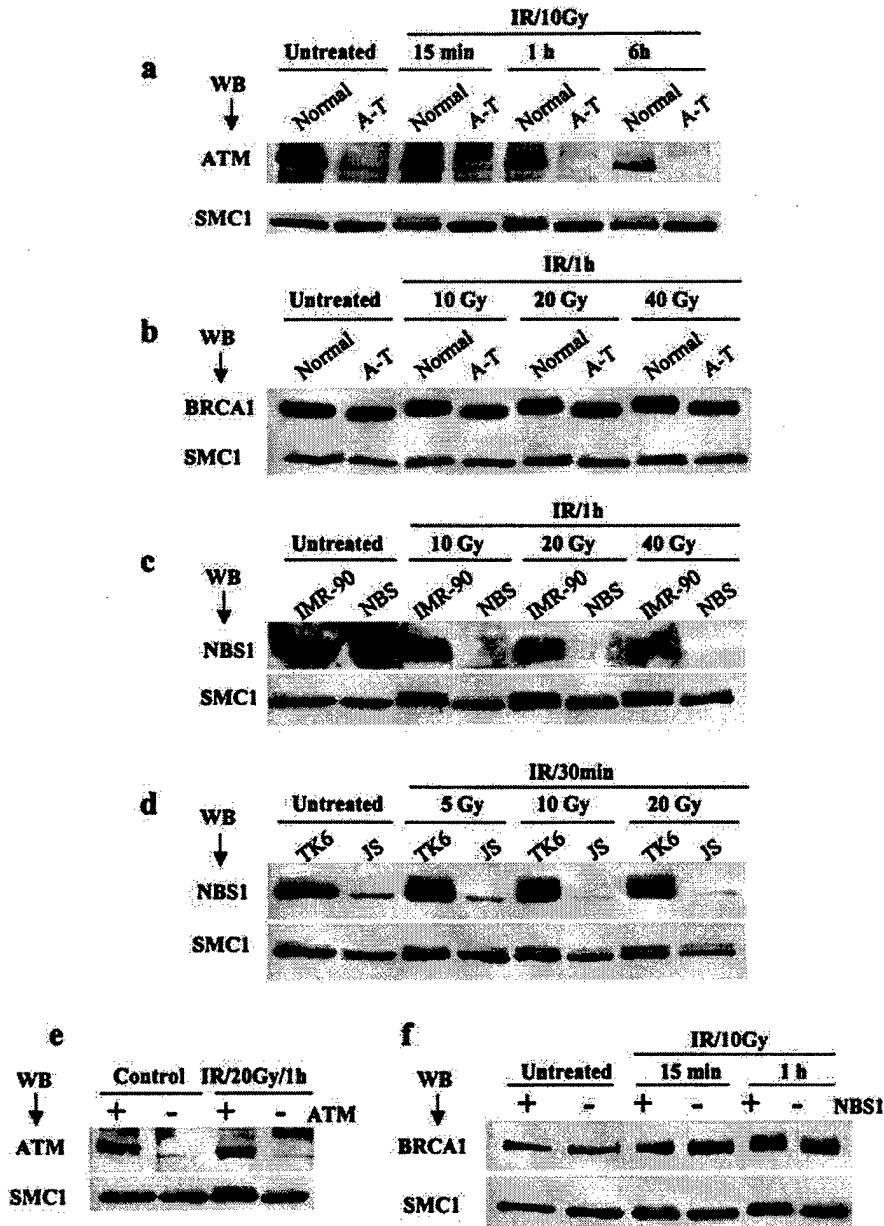 IR/10Gy
Untreated 15 min 1 h 6h
a
WB
Normal A-T Normal A-T Normal A-T Normal A-T
ATM
SMC1
IR/1h
Untreated 10 Gy 20 Gy 40 Gy
b
WB
Normal A-T Normal A-T Normal A-T Normal A-T
BRCA1
SMC1
IR/1h
Untreated 10 Gy 20 Gy 40 Gy
c
WB
IMR-90 NBS IMR-90 NBS IMR-90 NBS IMR-90 NBS
NBS1
SMC1
IR/30min
Untreated 5 Gy 10 Gy 20 Gy
d
WB
TK6 JS TK6 JS TK6 JS TK6 JS
NBS1
SMC1
e
WB
Control IR/20Gy/1h
+ - + - ATM
ATM
SMC1
f
IR/10Gy
WB
Untreated 15 min 1 h
+ - + - + - NBS1
BRCA1
SMC1